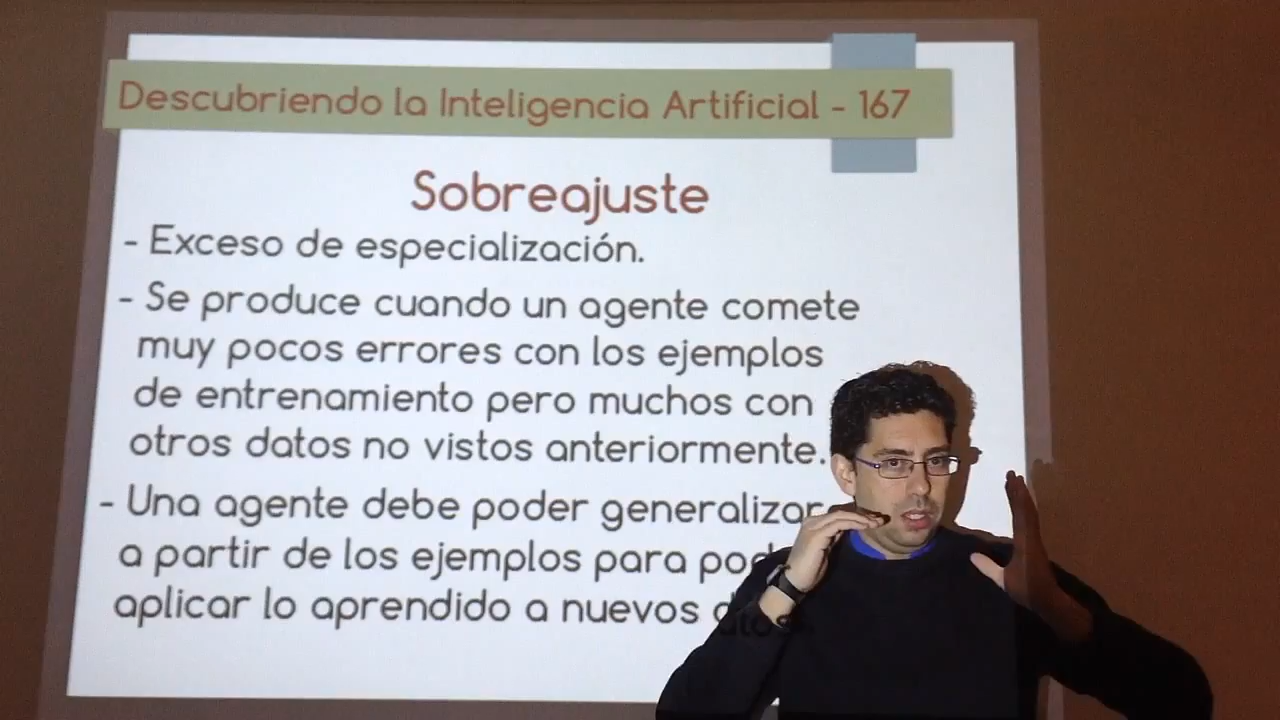 Descubriendo la Inteligencia Artificial - 167
Sobreajuste
- Exceso de especialización.
- Se produce cuando un agente comete
muy pocos errores con los ejemplos
de entrenamiento pero muchos con
otros datos no vistos anteriormente.
- Una agente debe poder generalizar
a partir de los ejemplos para
aplicar lo aprendido a nuevos